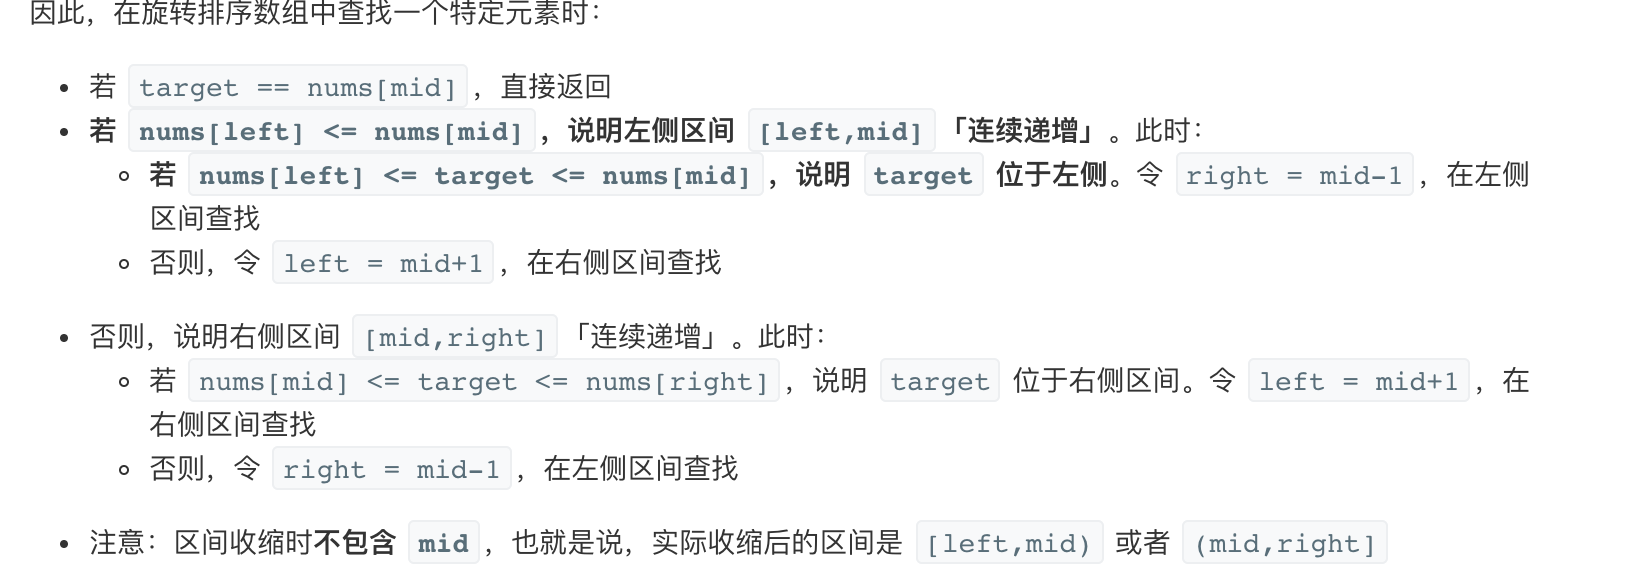 因此，在旋转排序数组中查找一个特定元素时：
若 target == nums[mid] ，直接返回
若 nums[left] <= nums[mid] ，说明左侧区间 [left,mid] 「连续递增」。此时：
若 nums[left] <= target <= nums[mid] ，说明 target 位于左侧。令 right = mid-1 ，在左侧
区间查找
否则，令 left = mid+1 ，在右侧区间查找
否则，说明右侧区间 [mid,right] 「连续递增」。此时：
若 nums[mid] <= target <= nums[right] ，说明 target 位于右侧区间。令 left = mid+1 ，在
右侧区间查找
否则，令 right = mid-1 ，在左侧区间查找
注意：区间收缩时不包含 mid ，也就是说，实际收缩后的区间是 [left,mid) 或者 (mid,right]